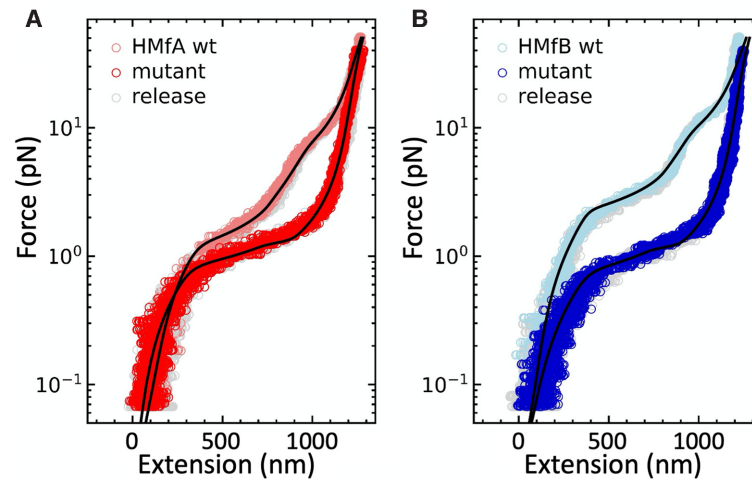 A
HMfA wt
mutant
release
10¹
10⁰
10⁻¹
Force (pN)
0 500 1000
Extension (nm)
B
HMfB wt
mutant
release
10¹
10⁰
10⁻¹
Force (pN)
0 500 1000
Extension (nm)